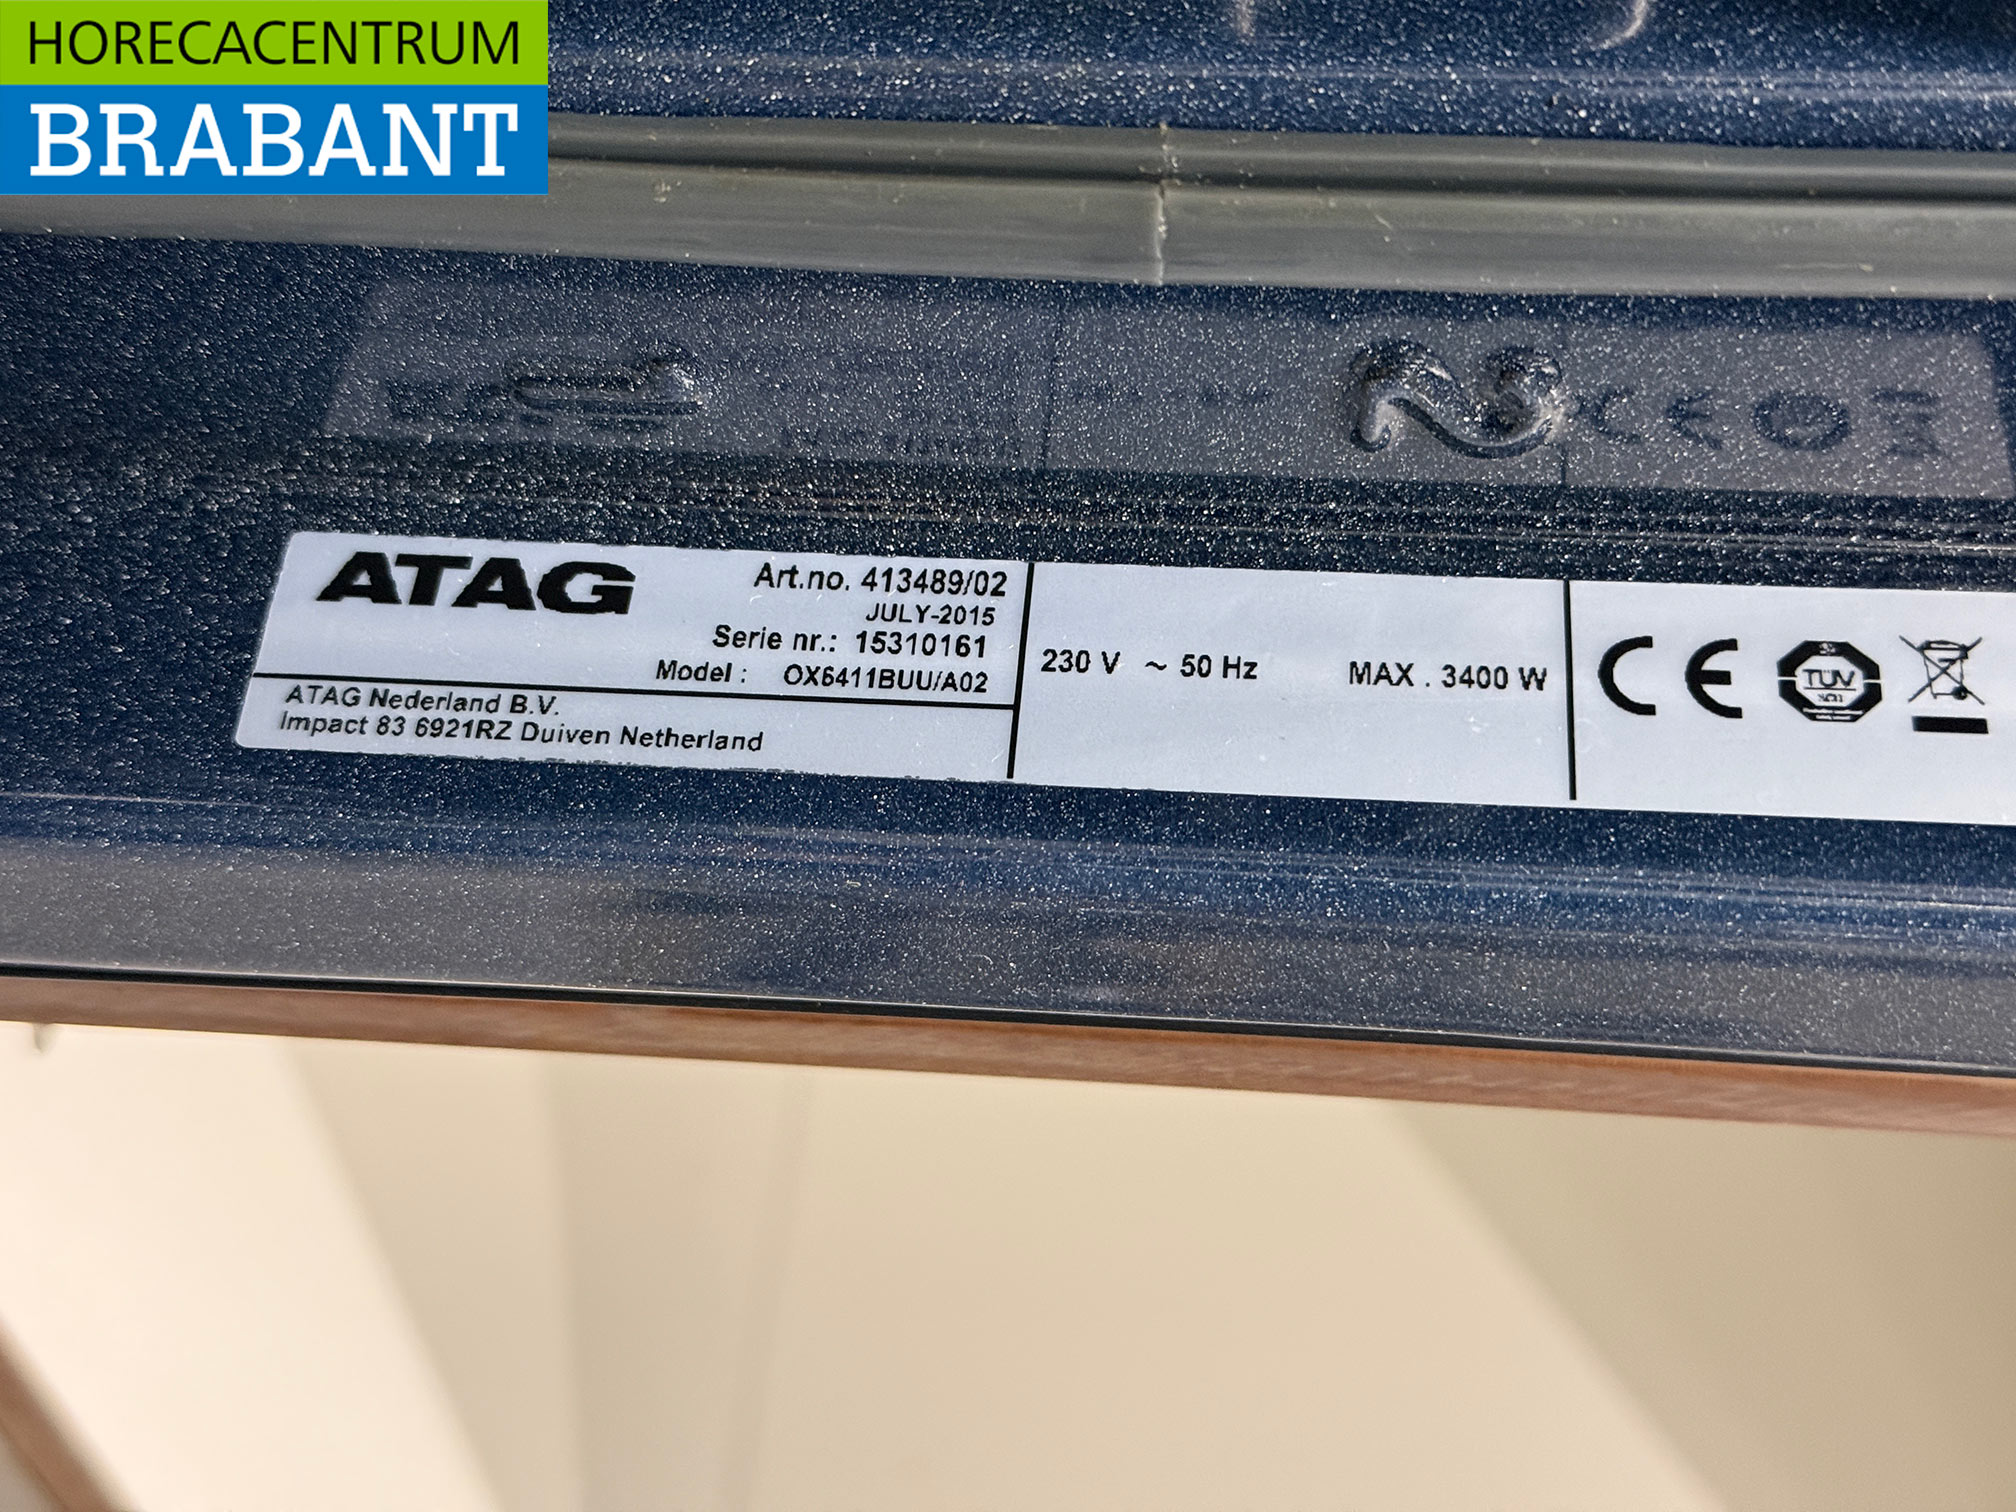 HORECACENTRUM
BRABANT
ATAG
Art.no. 413489/02
JULY-2015
Serie nr.: 15310161
Model : OX6411BUU/A02
ATAG Nederland B.V.
Impact 83 6921RZ Duiven Netherland
230 V ~ 50 Hz MAX . 3400 W
CE
TUV